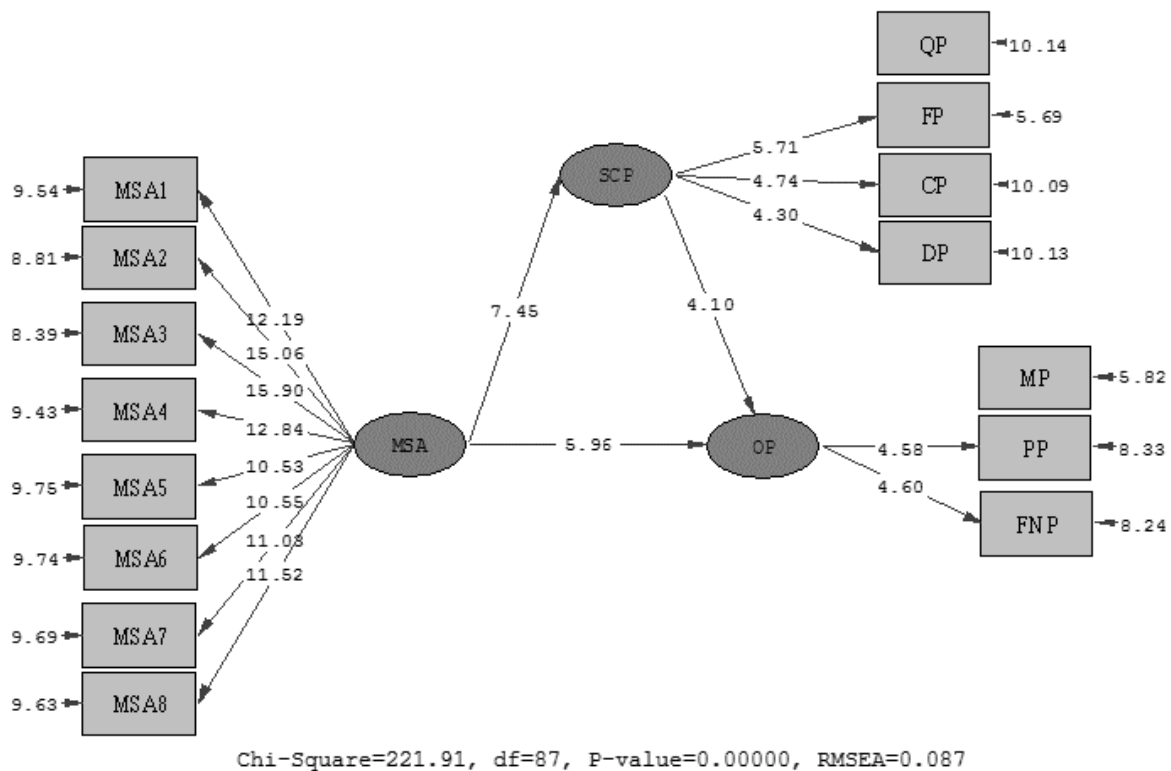 QP 10.14
FP 5.69
5.71
SCP 4.74 CP 10.09
9.54 MSA1
4.30
DP 10.13
8.81 MSA2
7.45 4.10
12.19
8.39 MSA3
15.06
MP 5.82
15.90
9.43 MSA4
12.84
MSA 5.96 OP 4.58 PP 8.33
10.53
9.75 MSA5
4.60
10.55
FNP 8.24
11.08
9.74 MSA6
11.52
9.69 MSA7
9.63 MSA8
Chi-Square=221.91, df=87, P-value=0.00000, RMSEA=0.087